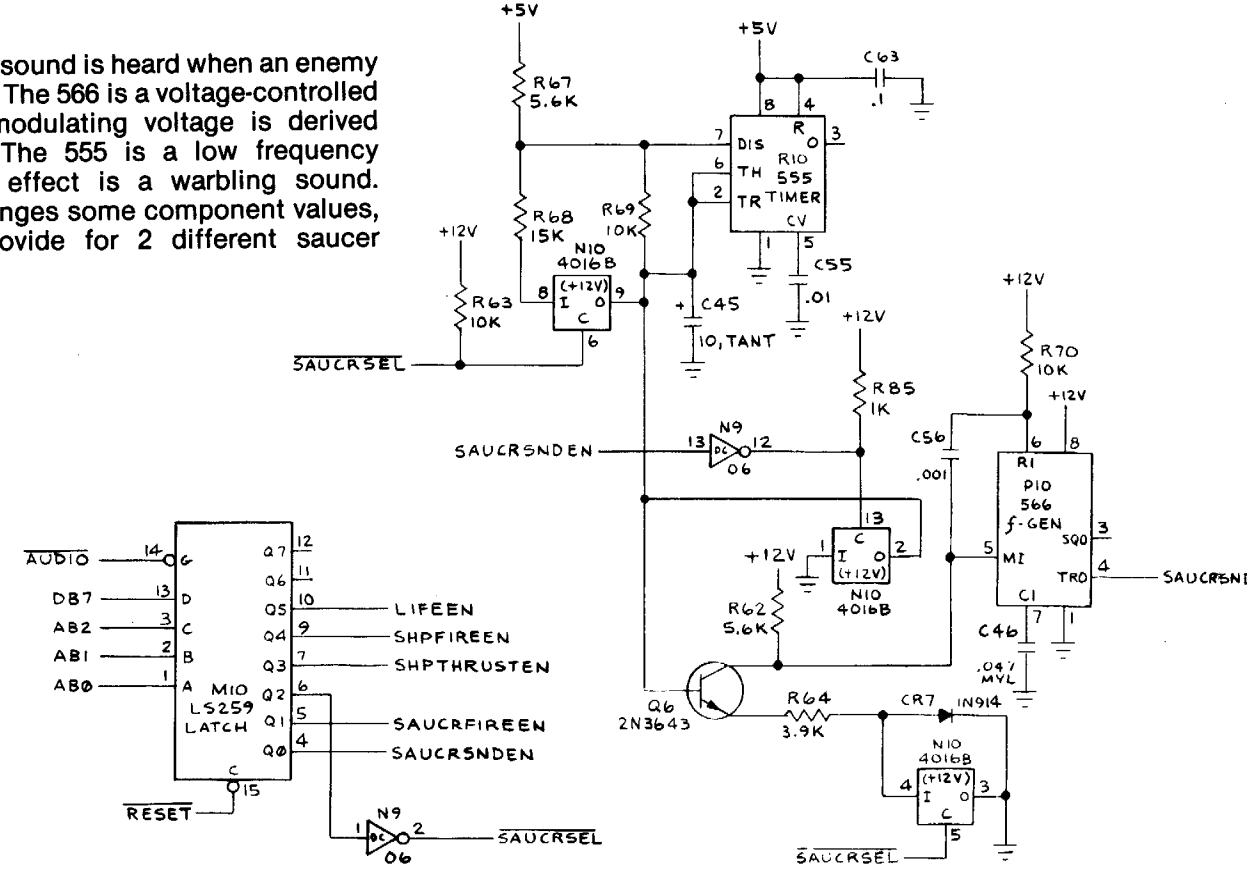 sound is heard when an enemy
The 566 is a voltage-controlled
modulating voltage is derived
The 555 is a low frequency
effect is a warbling sound.
some component values,
for 2 different saucer
+5V
R67
5.6K
+5V
C63
.1
8
4
R
7
DIS
O
3
6
TH
R10
555
TIMER
2
TR
CV
1
5
C55
.01
R68
15K
R69
10K
N10
4016B
(+12V)
8
I
O
9
C
6
+12V
R63
10K
SAUCRSEL
+
C45
10, TANT
+12V
R85
1K
SAUCRSNDEN
13
N9
OC
12
06
+12V
R70
10K
+12V
C56
.001
6
8
R1
P10
566
f-GEN
SQO
3
5
MI
TRO
4
C1
7
1
C46
.047
MYL
13
C
1
I
O
2
(+12V)
N10
4016B
+12V
R62
5.6K
Q6
2N3643
R64
3.9K
CR7
1N914
N10
4016B
(+12V)
4
I
O
3
C
5
SAUCRSEL
AUDIO
14
G
DB7
13
D
AB2
3
C
AB1
2
B
AB0
1
A
M10
LS259
LATCH
Q7
12
Q6
11
Q5
10
LIFEEN
Q4
9
SHPFIREEN
Q3
7
SHPTHRUSTEN
Q2
6
Q1
5
SAUCRFIREEN
Q0
4
SAUCRSNDEN
C
15
RESET
1
N9
OC
2
06
SAUCRSEL